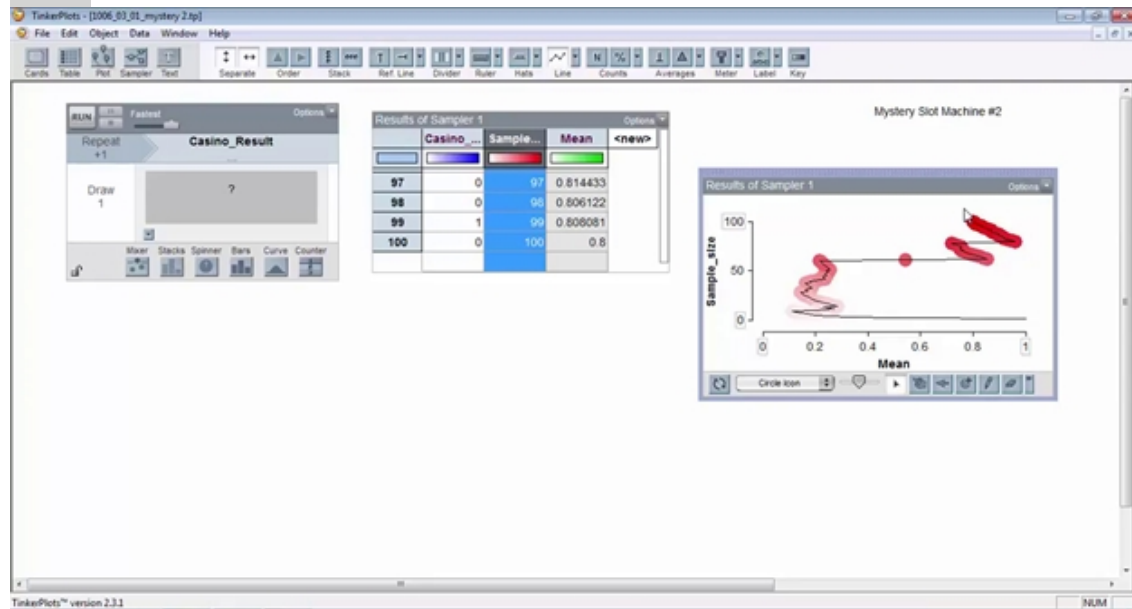 TinkerPlots - [1006_03_01_mystery 2.tp]
File Edit Object Data Window Help
Cards Table Plot Sampler Text Separate Order Stack Ref. Line Divider Ruler Hats Line Counts Averages Meter Label Key
Mystery Slot Machine #2
RUN Fastest Options
Repeat +1 Casino_Result
Draw 1 ?
Mixer Stacks Spinner Bars Curve Counter
Results of Sampler 1 Options
Casino_... Sample... Mean <new>
97 0 97 0.814433
98 0 98 0.806122
99 1 99 0.808081
100 0 100 0.8
Results of Sampler 1 Options
Sample_size
100
50
0
0 0.2 0.4 0.6 0.8 1
Mean
Circle Icon
TinkerPlots™ version 2.3.1 NUM